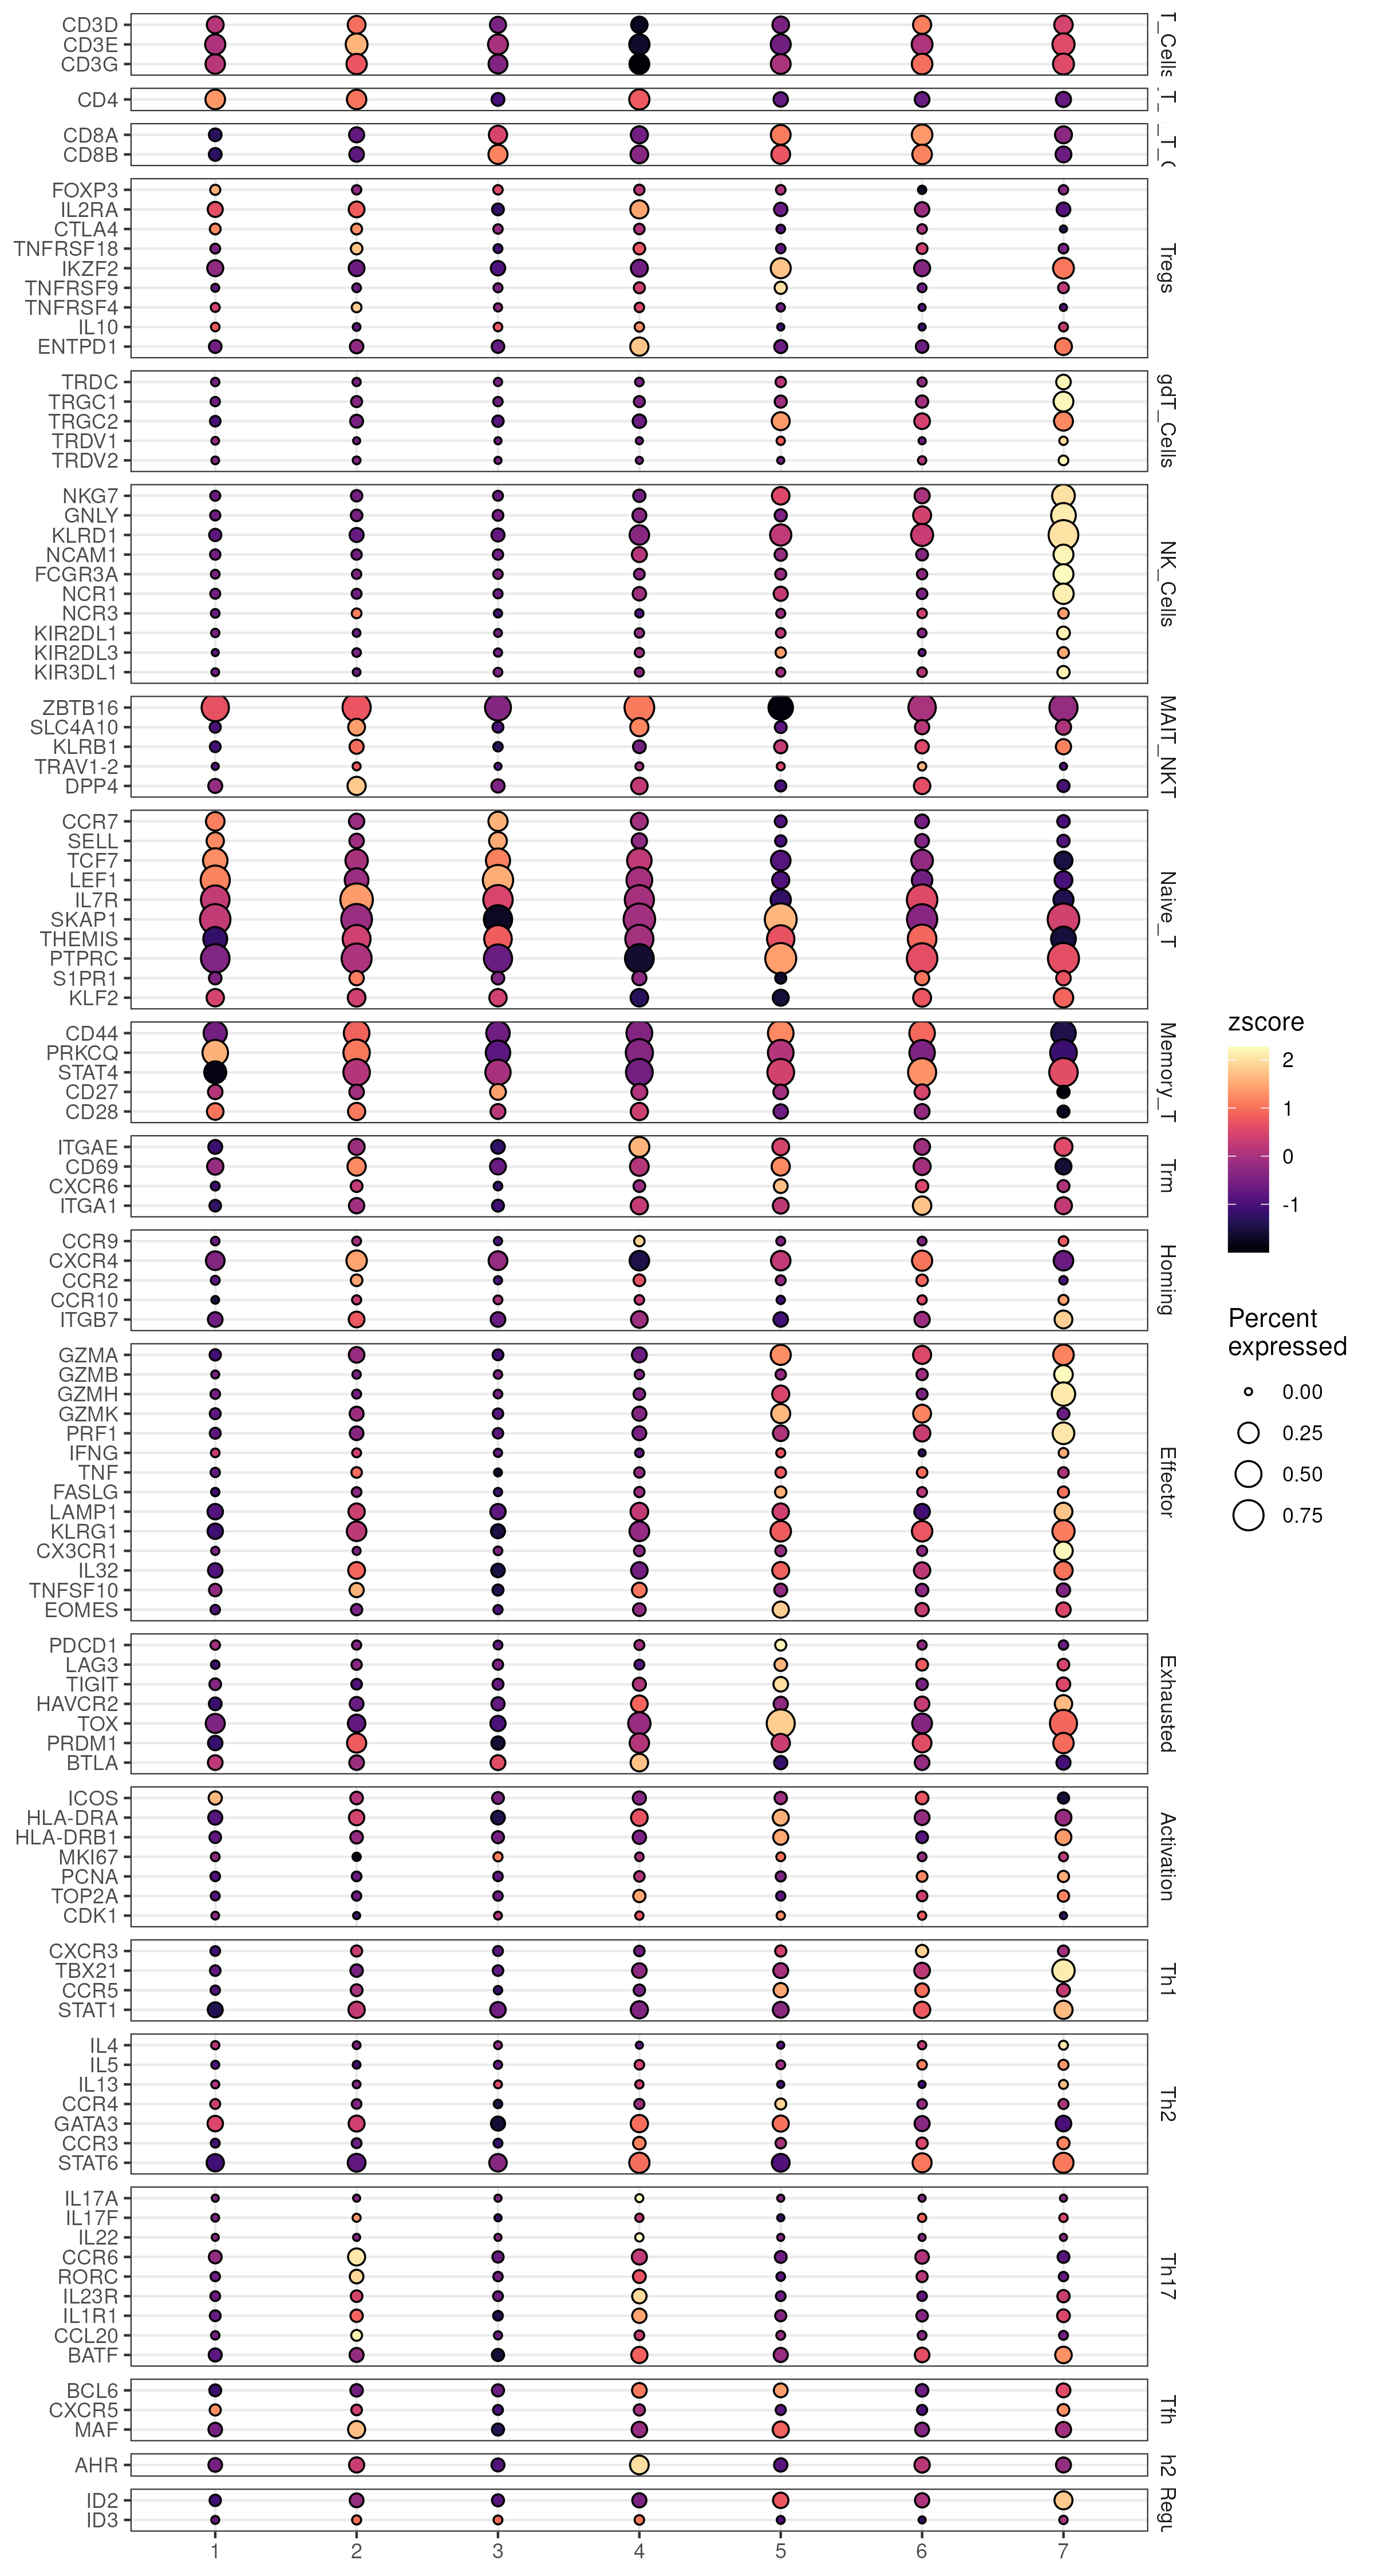 CD3D
CD3E
CD3G
T_Cells
CD4
CD8A
CD8B
FOXP3
IL2RA
CTLA4
TNFRSF18
IKZF2
TNFRSF9
TNFRSF4
IL10
ENTPD1
Tregs
TRDC
TRGC1
TRGC2
TRDV1
TRDV2
gdT_Cells
NKG7
GNLY
KLRD1
NCAM1
FCGR3A
NCR1
NCR3
KIR2DL1
KIR2DL3
KIR3DL1
NK_Cells
ZBTB16
SLC4A10
KLRB1
TRAV1-2
DPP4
MAIT_NKT
CCR7
SELL
TCF7
LEF1
IL7R
SKAP1
THEMIS
PTPRC
S1PR1
KLF2
Naive_T
CD44
PRKCQ
STAT4
CD27
CD28
Memory_T
ITGAE
CD69
CXCR6
ITGA1
Trm
CCR9
CXCR4
CCR2
CCR10
ITGB7
Homing
GZMA
GZMB
GZMH
GZMK
PRF1
IFNG
TNF
FASLG
LAMP1
KLRG1
CX3CR1
IL32
TNFSF10
EOMES
Effector
PDCD1
LAG3
TIGIT
HAVCR2
TOX
PRDM1
BTLA
Exhausted
ICOS
HLA-DRA
HLA-DRB1
MKI67
PCNA
TOP2A
CDK1
Activation
CXCR3
TBX21
CCR5
STAT1
Th1
IL4
IL5
IL13
CCR4
GATA3
CCR3
STAT6
Th2
IL17A
IL17F
IL22
CCR6
RORC
IL23R
IL1R1
CCL20
BATF
Th17
BCL6
CXCR5
MAF
Tfh
AHR
h2
ID2
ID3
Regu
1 2 3 4 5 6 7
zscore
2
1
0
-1
Percent
expressed
0.00
0.25
0.50
0.75